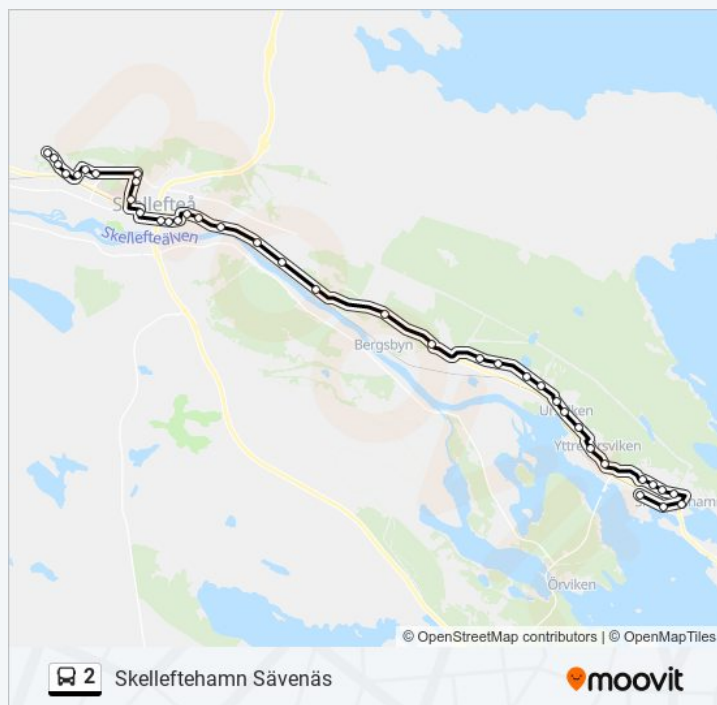 Skellefteå
Skellefteälven
Bergsbyn
Örviken
© OpenStreetMap contributors | © OpenMapTiles
2 Skelleftehamn Sävenäs
moovit